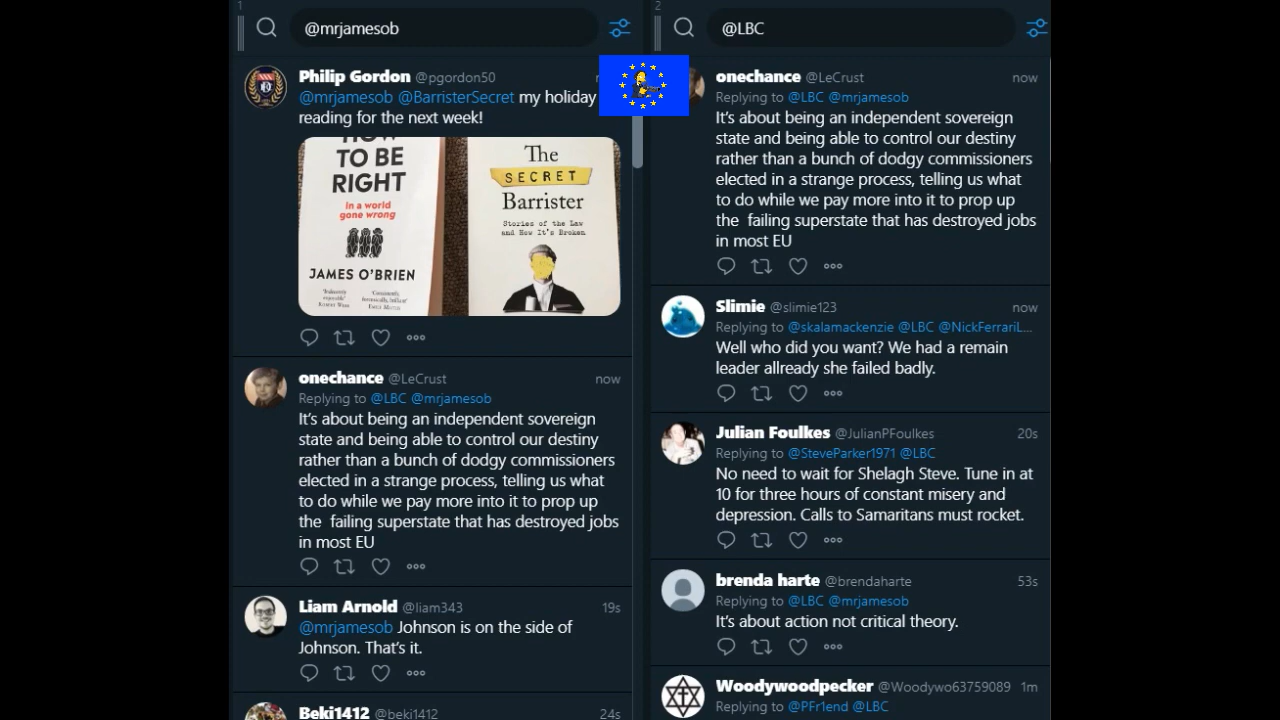 1
@mrjamesob
Philip Gordon @pgordon50
@mrjamesob @BarristerSecret my holiday
reading for the next week!
HOW
TO BE
RIGHT
in a world
gone wrong
JAMES O'BRIEN
The
SECRET
Barrister
Stories of the Law
and How It's Broken
onechance @LeCrust now
Replying to @LBC @mrjamesob
It's about being an independent sovereign
state and being able to control our destiny
rather than a bunch of dodgy commissioners
elected in a strange process, telling us what
to do while we pay more into it to prop up
the failing superstate that has destroyed jobs
in most EU
Liam Arnold @liam343 19s
@mrjamesob Johnson is on the side of
Johnson. That's it.
Beki1412 @beki1412 24s
2
@LBC
onechance @LeCrust now
Replying to @LBC @mrjamesob
It's about being an independent sovereign
state and being able to control our destiny
rather than a bunch of dodgy commissioners
elected in a strange process, telling us what
to do while we pay more into it to prop up
the failing superstate that has destroyed jobs
in most EU
Slimie @slimie123 now
Replying to @skalamackenzie @LBC @NickFerrariL...
Well who did you want? We had a remain
leader allready she failed badly.
Julian Foulkes @JulianPFoulkes 20s
Replying to @SteveParker1971 @LBC
No need to wait for Shelagh Steve. Tune in at
10 for three hours of constant misery and
depression. Calls to Samaritans must rocket.
brenda harte @brendaharte 53s
Replying to @LBC @mrjamesob
It's about action not critical theory.
Woodywoodpecker @Woodywo63759089 1m
Replying to @PFr1end @LBC